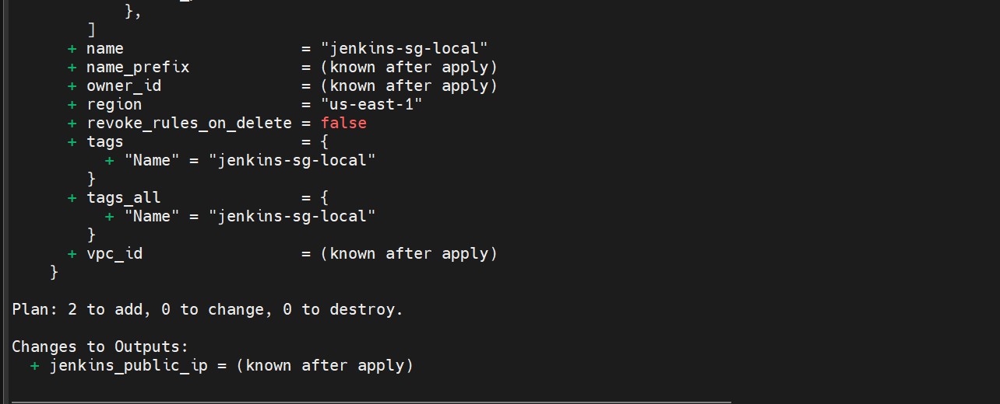 },
]
+ name = "jenkins-sg-local"
+ name_prefix = (known after apply)
+ owner_id = (known after apply)
+ region = "us-east-1"
+ revoke_rules_on_delete = false
+ tags = {
+ "Name" = "jenkins-sg-local"
}
+ tags_all = {
+ "Name" = "jenkins-sg-local"
}
+ vpc_id = (known after apply)
}
Plan: 2 to add, 0 to change, 0 to destroy.
Changes to Outputs:
+ jenkins_public_ip = (known after apply)